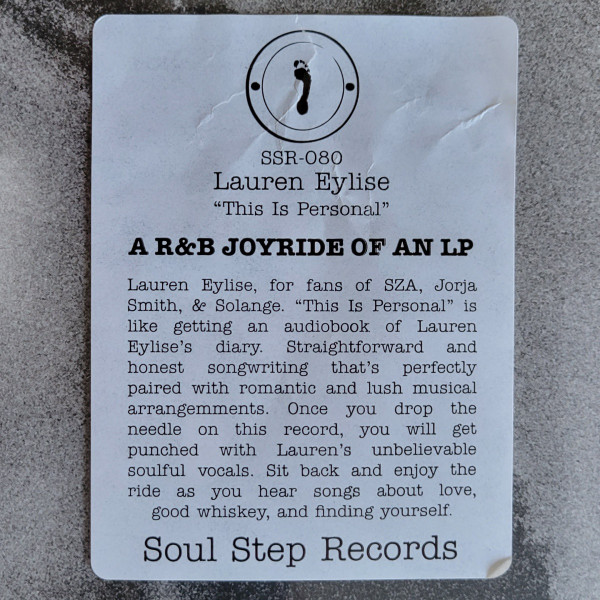 SSR-080
Lauren Eylise
“This Is Personal”
A R&B JOYRIDE OF AN LP
Lauren Eylise, for fans of SZA, Jorja
Smith, & Solange. “This Is Personal” is
like getting an audiobook of Lauren
Eylise’s diary. Straightforward and
honest songwriting that’s perfectly
paired with romantic and lush musical
arrangemments. Once you drop the
needle on this record, you will get
punched with Lauren’s unbelievable
soulful vocals. Sit back and enjoy the
ride as you hear songs about love,
good whiskey, and finding yourself.
Soul Step Records